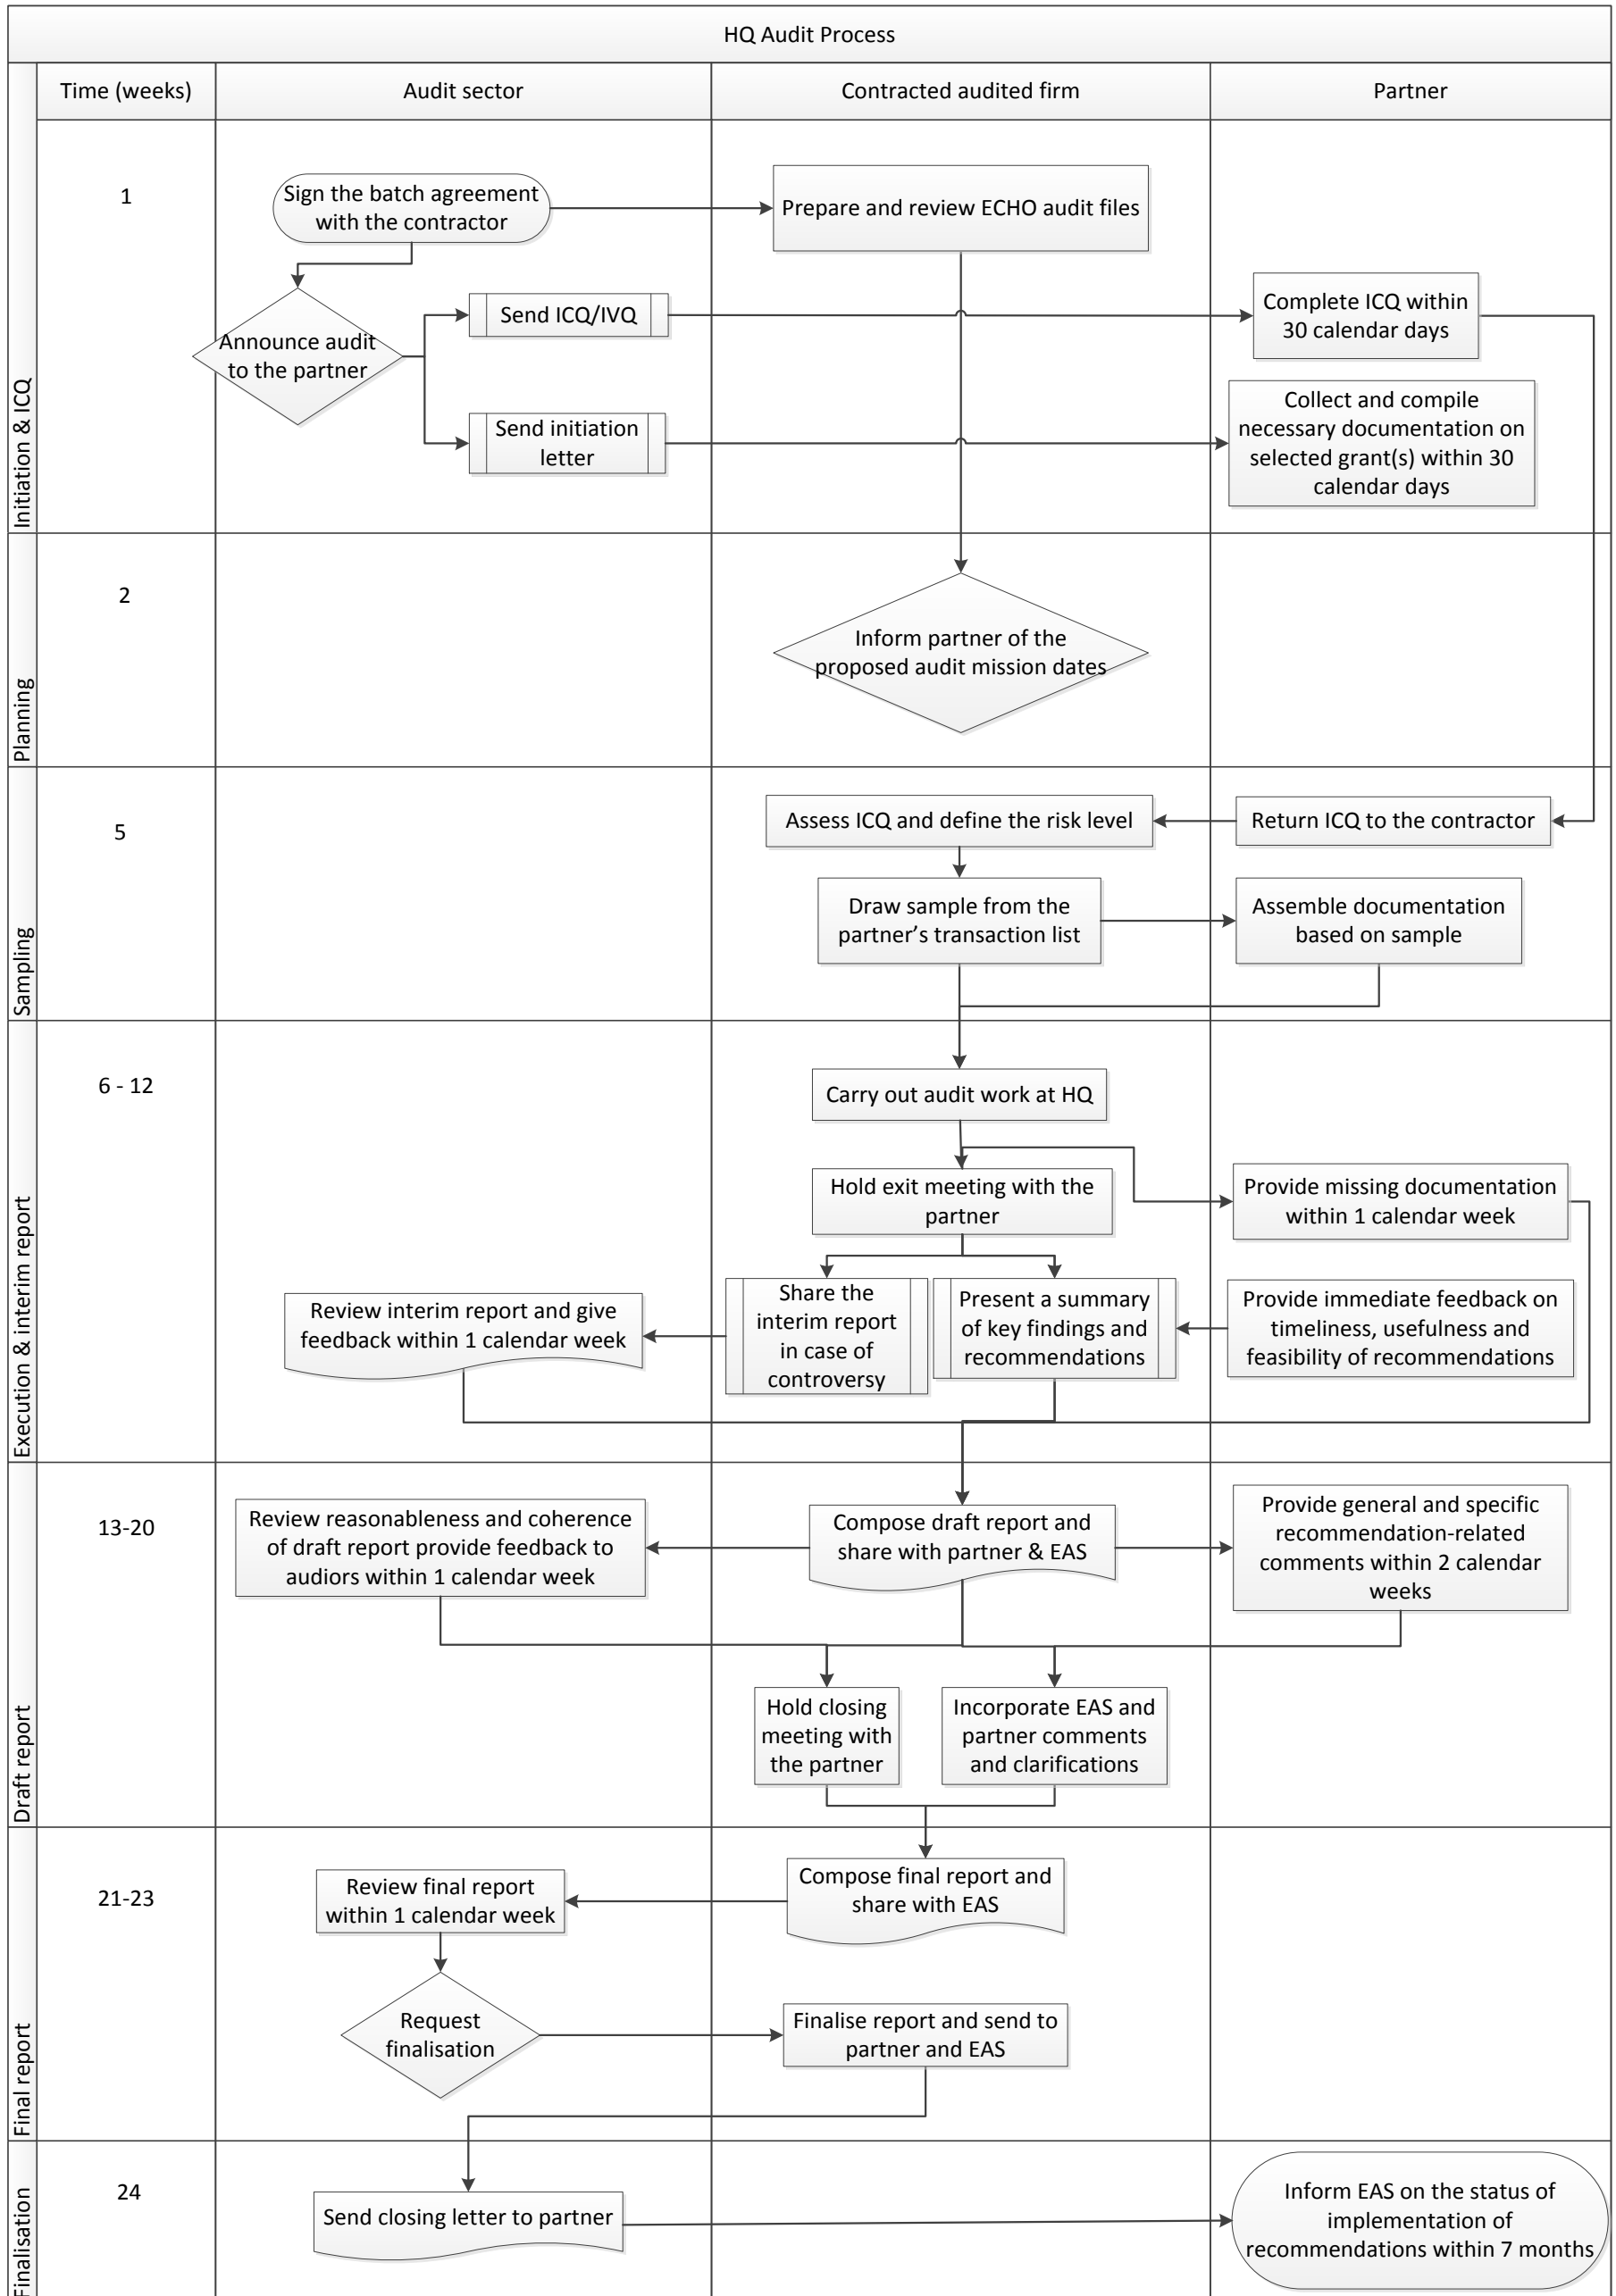 HQ Audit Process
Time (weeks)
Audit sector
Contracted audited firm
Partner
Initiation & ICQ
1
Sign the batch agreement
with the contractor
Prepare and review ECHO audit files
Announce audit
to the partner
Send ICQ/IVQ
Complete ICQ within
30 calendar days
Send initiation
letter
Collect and compile
necessary documentation on
selected grant(s) within 30
calendar days
Planning
2
Inform partner of the
proposed audit mission dates
Sampling
5
Assess ICQ and define the risk level
Return ICQ to the contractor
Draw sample from the
partner’s transaction list
Assemble documentation
based on sample
Execution & interim report
6 - 12
Carry out audit work at HQ
Hold exit meeting with the
partner
Provide missing documentation
within 1 calendar week
Review interim report and give
feedback within 1 calendar week
Share the
interim report
in case of
controversy
Present a summary
of key findings and
recommendations
Provide immediate feedback on
timeliness, usefulness and
feasibility of recommendations
Draft report
13-20
Review reasonableness and coherence
of draft report provide feedback to
audiors within 1 calendar week
Compose draft report and
share with partner & EAS
Provide general and specific
recommendation-related
comments within 2 calendar
weeks
Hold closing
meeting with
the partner
Incorporate EAS and
partner comments
and clarifications
Final report
21-23
Review final report
within 1 calendar week
Compose final report and
share with EAS
Request
finalisation
Finalise report and send to
partner and EAS
Finalisation
24
Send closing letter to partner
Inform EAS on the status of
implementation of
recommendations within 7 months